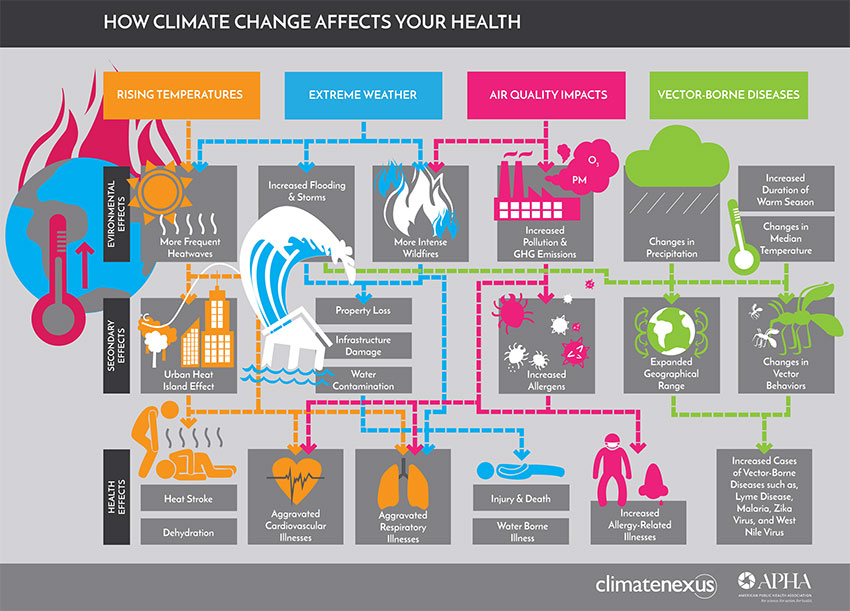 HOW CLIMATE CHANGE AFFECTS YOUR HEALTH
RISING TEMPERATURES
EXTREME WEATHER
AIR QUALITY IMPACTS
VECTOR-BORNE DISEASES
EVIRONMENTAL
EFFECTS
More Frequent
Heatwaves
Increased Flooding
& Storms
More Intense
Wildfires
O3
PM
Increased
Pollution &
GHG Emissions
Changes in
Precipitation
Increased
Duration of
Warm Season
Changes in
Median
Temperature
SECONDARY
EFFECTS
°C
Urban Heat
Island Effect
Property Loss
Infrastructure
Damage
Water
Contamination
Increased
Allergens
Expanded
Geographical
Range
Changes in
Vector
Behaviors
HEALTH
EFFECTS
Heat Stroke
Dehydration
Aggravated
Cardiovascular
Illnesses
Aggravated
Respiratory
Illnesses
Injury & Death
Water Borne
Illness
Increased
Allergy-Related
Illnesses
Increased Cases
of Vector-Borne
Diseases such as,
Lyme Disease,
Malaria, Zika
Virus, and West
Nile Virus
climatenexus
APHA
AMERICAN PUBLIC HEALTH ASSOCIATION